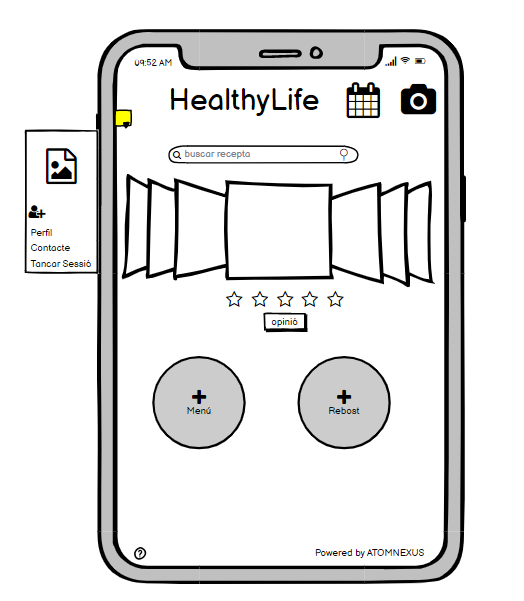 09:52 AM
HealthyLife
buscar recepta
Perfil
Contacte
Tancar Sessió
opinió
Menú
Rebost
?
Powered by ATOMNEXUS